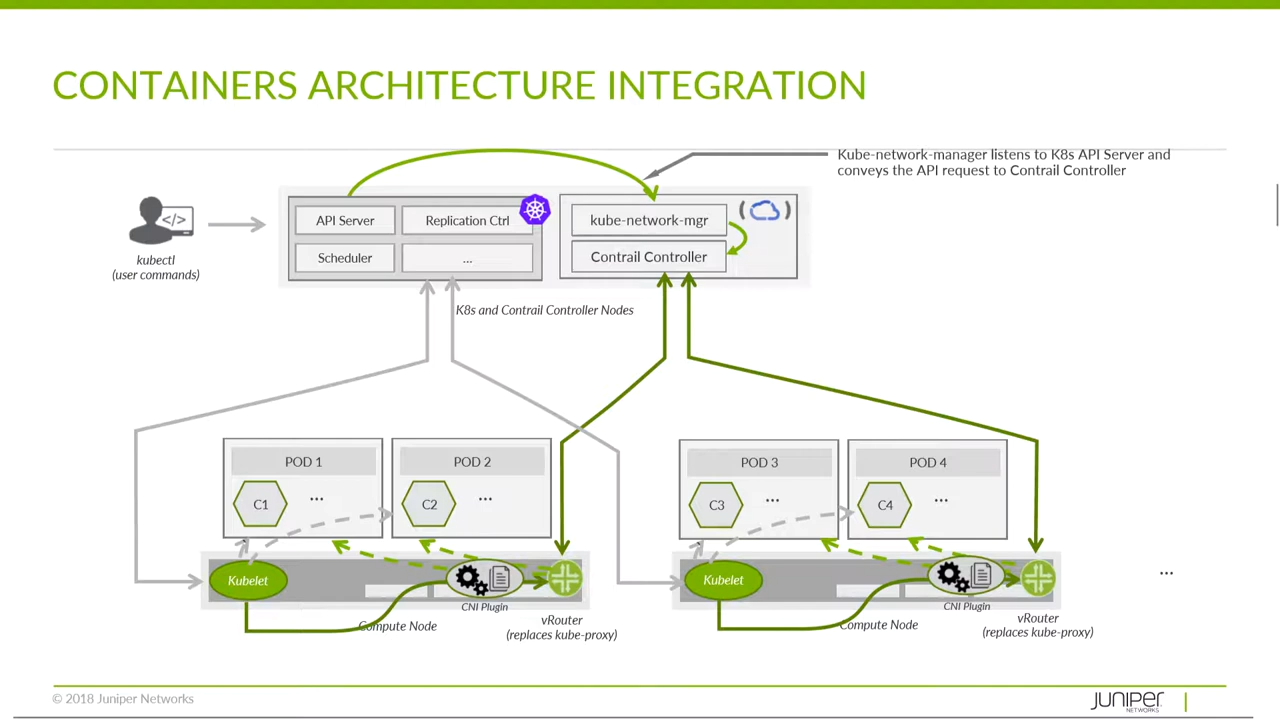 CONTAINERS ARCHITECTURE INTEGRATION
Kube-network-manager listens to K8s API Server and
conveys the API request to Contrail Controller
kubectl
(user commands)
API Server
Replication Ctrl
Scheduler
...
kube-network-mgr
Contrail Controller
K8s and Contrail Controller Nodes
POD 1
C1
...
POD 2
C2
...
POD 3
C3
...
POD 4
C4
...
Kubelet
CNI Plugin
Compute Node
vRouter
(replaces kube-proxy)
Kubelet
CNI Plugin
Compute Node
vRouter
(replaces kube-proxy)
...
© 2018 Juniper Networks
JUNIPER
NETWORKS